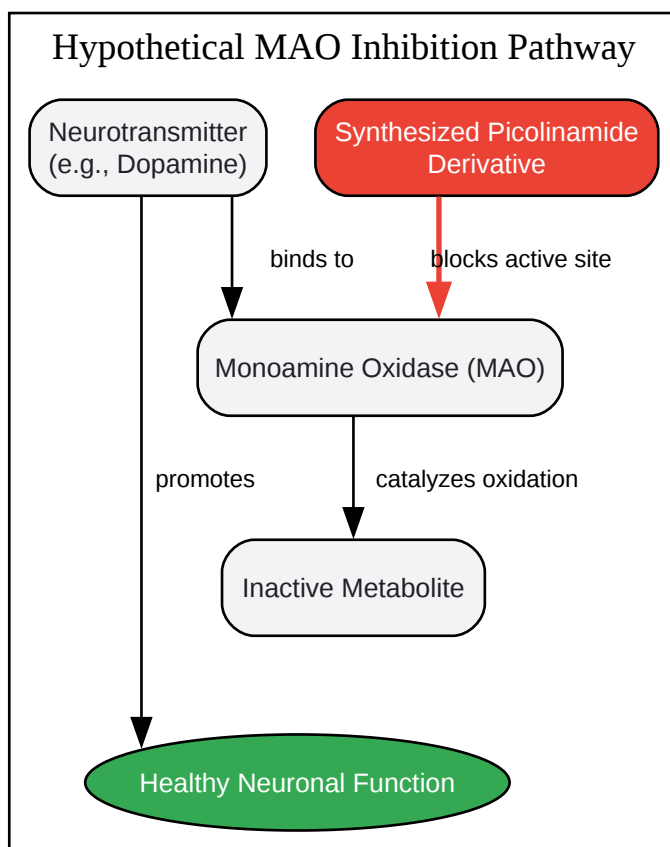 Hypothetical MAO Inhibition Pathway
Neurotransmitter
(e.g., Dopamine)
Synthesized Picolinamide
Derivative
binds to
blocks active site
Monoamine Oxidase (MAO)
promotes
catalyzes oxidation
Inactive Metabolite
Healthy Neuronal Function